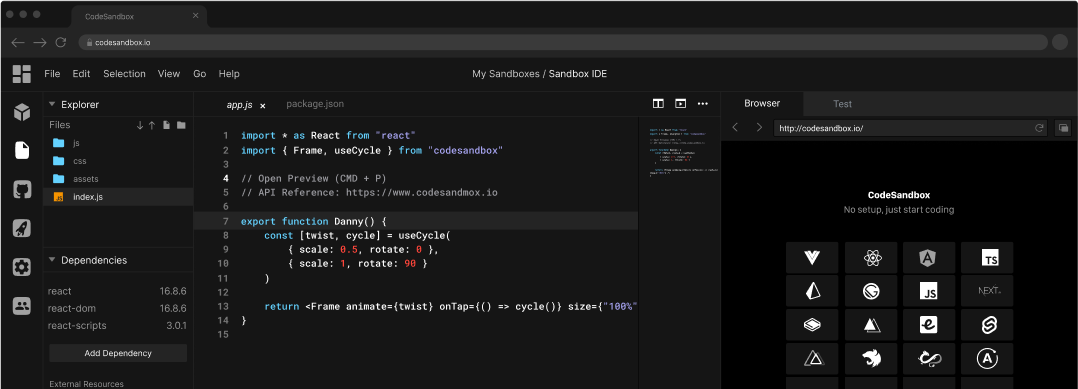 CodeSandbox
codesandbox.io
File Edit Selection View Go Help
My Sandboxes / Sandbox IDE
Explorer
Files
js
css
assets
index.js
Dependencies
react 16.8.6
react-dom 16.8.6
react-scripts 3.0.1
Add Dependency
External Resources
app.js package.json
1 import * as React from "react"
2 import { Frame, useCycle } from "codesandbox"
3
4 // Open Preview (CMD + P)
5 // API Reference: https://www.codesandmox.io
6
7 export function Danny() {
8 const [twist, cycle] = useCycle(
9 { scale: 0.5, rotate: 0 },
10 { scale: 1, rotate: 90 }
11 )
12
13 return <Frame animate={twist} onTap={() => cycle()} size={"100%"
14 }
15
Browser Test
http://codesandbox.io/
CodeSandbox
No setup, just start coding
TS
JS
NEXT